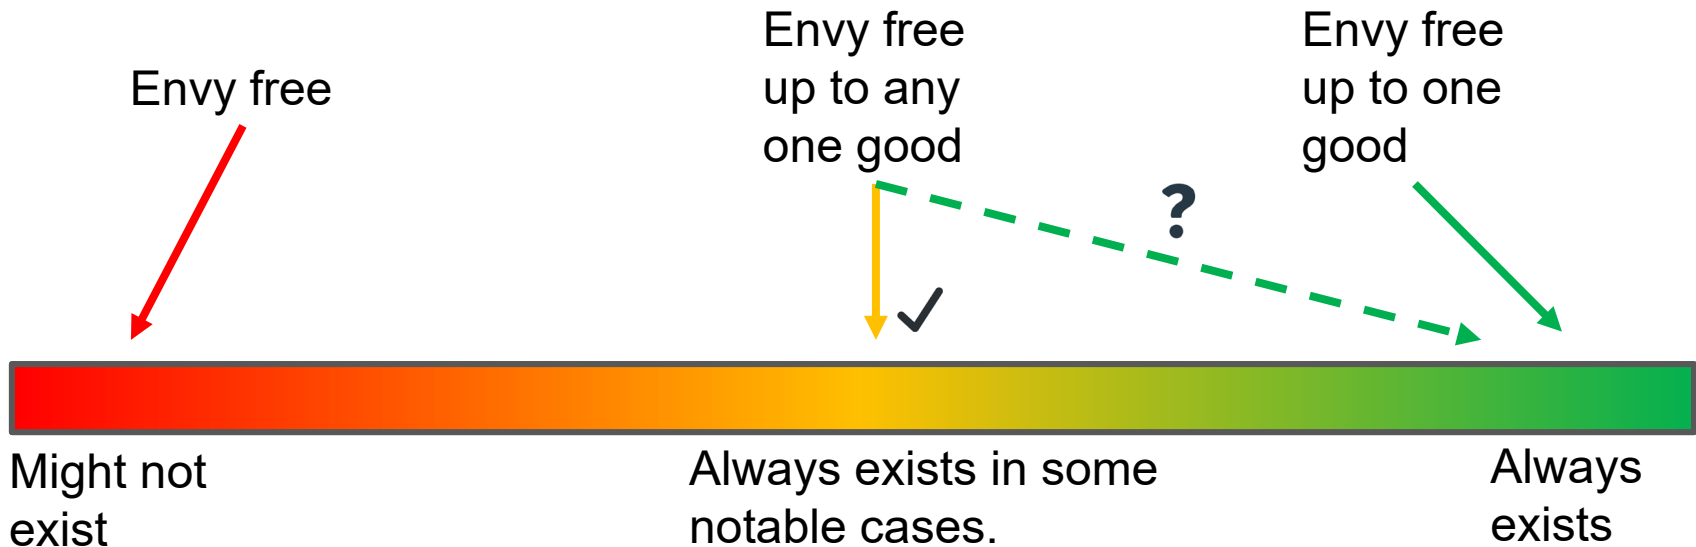 Envy free
Envy free
up to any
one good
Envy free
up to one
good
?
Might not
exist
Always exists in some
notable cases.
Always
exists